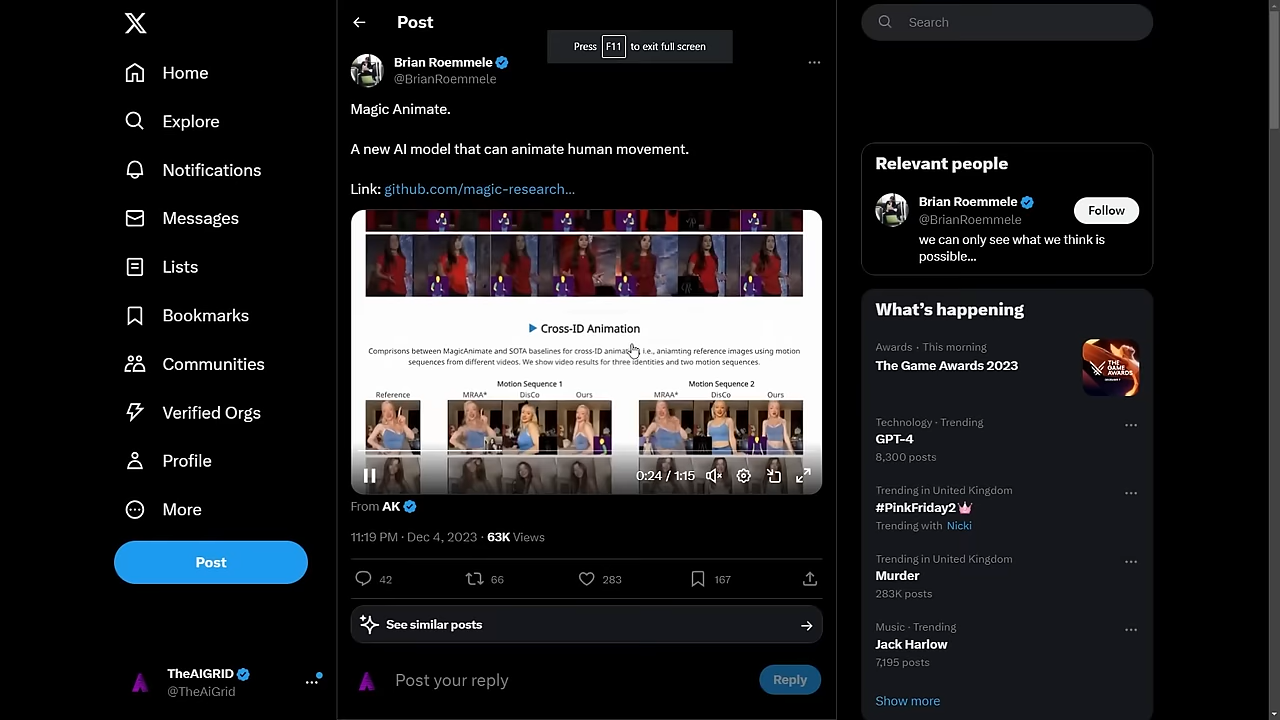 Home
Explore
Notifications
Messages
Lists
Bookmarks
Communities
Verified Orgs
Profile
More
Post
TheAIGRID
@TheAiGrid
Post
Press F11 to exit full screen
Brian Roemmele
@BrianRoemmele
Magic Animate.
A new AI model that can animate human movement.
Link: github.com/magic-research...
Cross-ID Animation
Comprisons between MagicAnimate and SOTA baselines for cross-ID animation, i.e., aniamting reference images using motion
sequences from different videos. We show video results for three identities and two motion sequences.
Motion Sequence 1
Motion Sequence 2
Reference
MRAA*
DisCo
Ours
MRAA*
DisCo
Ours
0:24 / 1:15
From AK
11:19 PM · Dec 4, 2023 · 63K Views
42
66
283
167
See similar posts
Post your reply
Reply
Search
Relevant people
Brian Roemmele
@BrianRoemmele
Follow
we can only see what we think is
possible...
What's happening
Awards · This morning
The Game Awards 2023
THE GAME AWARDS
Technology · Trending
GPT-4
8,300 posts
Trending in United Kingdom
#PinkFriday2
Trending with Nicki
Trending in United Kingdom
Murder
283K posts
Music · Trending
Jack Harlow
7,195 posts
Show more